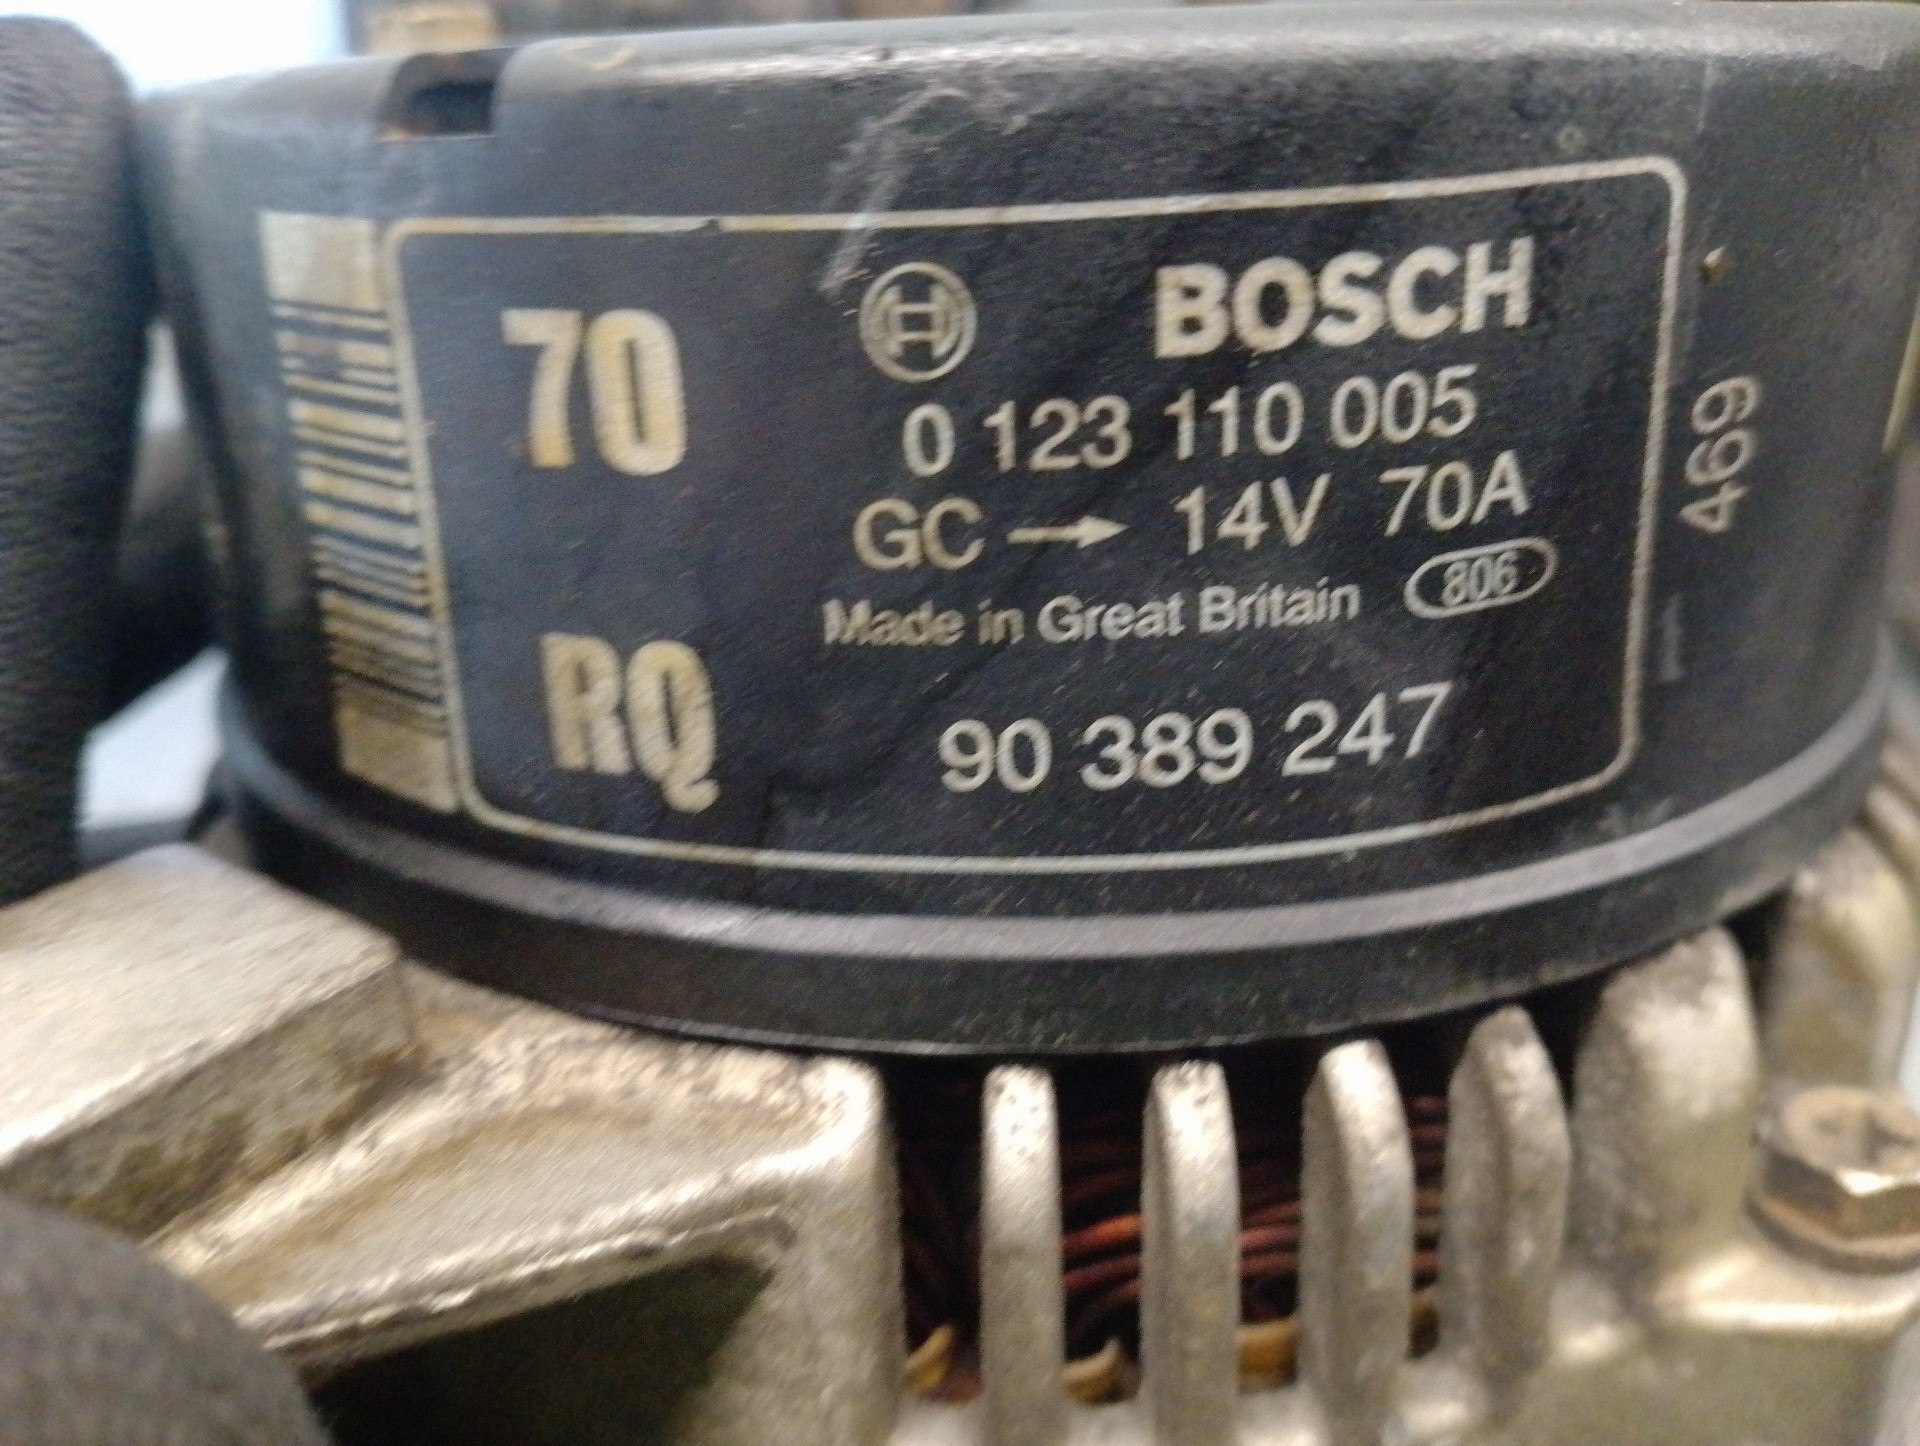 70
BOSCH
0 123 110 005
GC → 14V 70A
Made in Great Britain 806
RQ
90 389 247
469